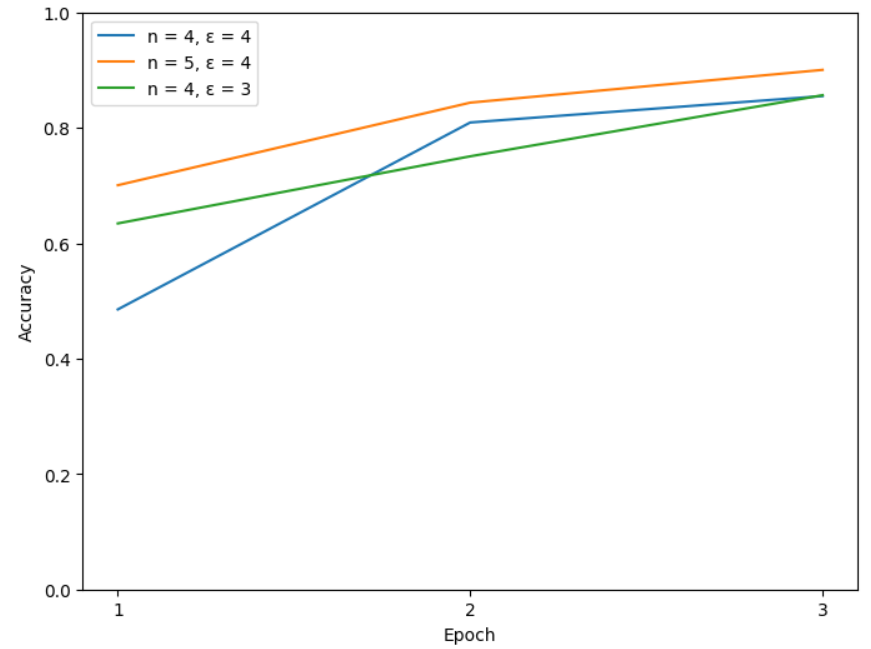 1.0
n = 4, ε = 4
n = 5, ε = 4
n = 4, ε = 3
0.8
0.6
Accuracy
0.4
0.2
0.0
1 2 3
Epoch